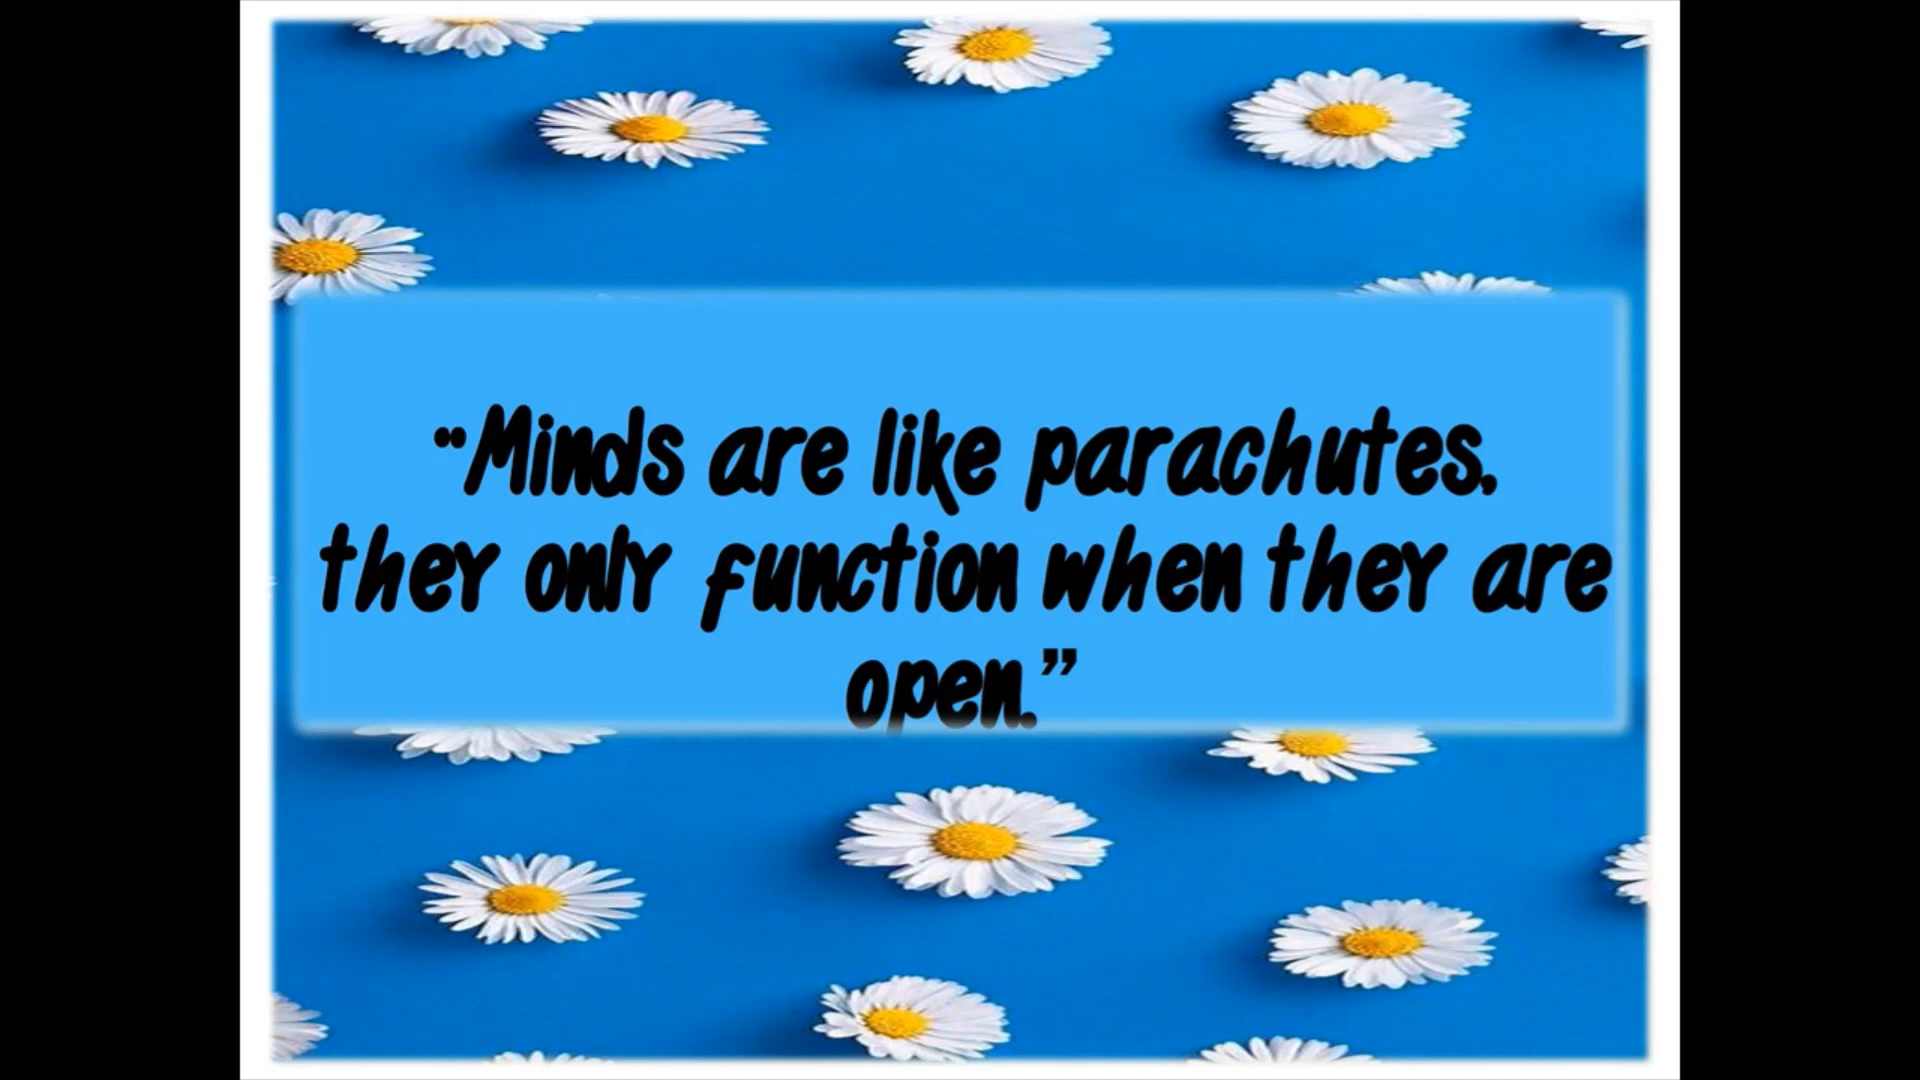 “Minds are like parachutes,
they only function when they are
open.”